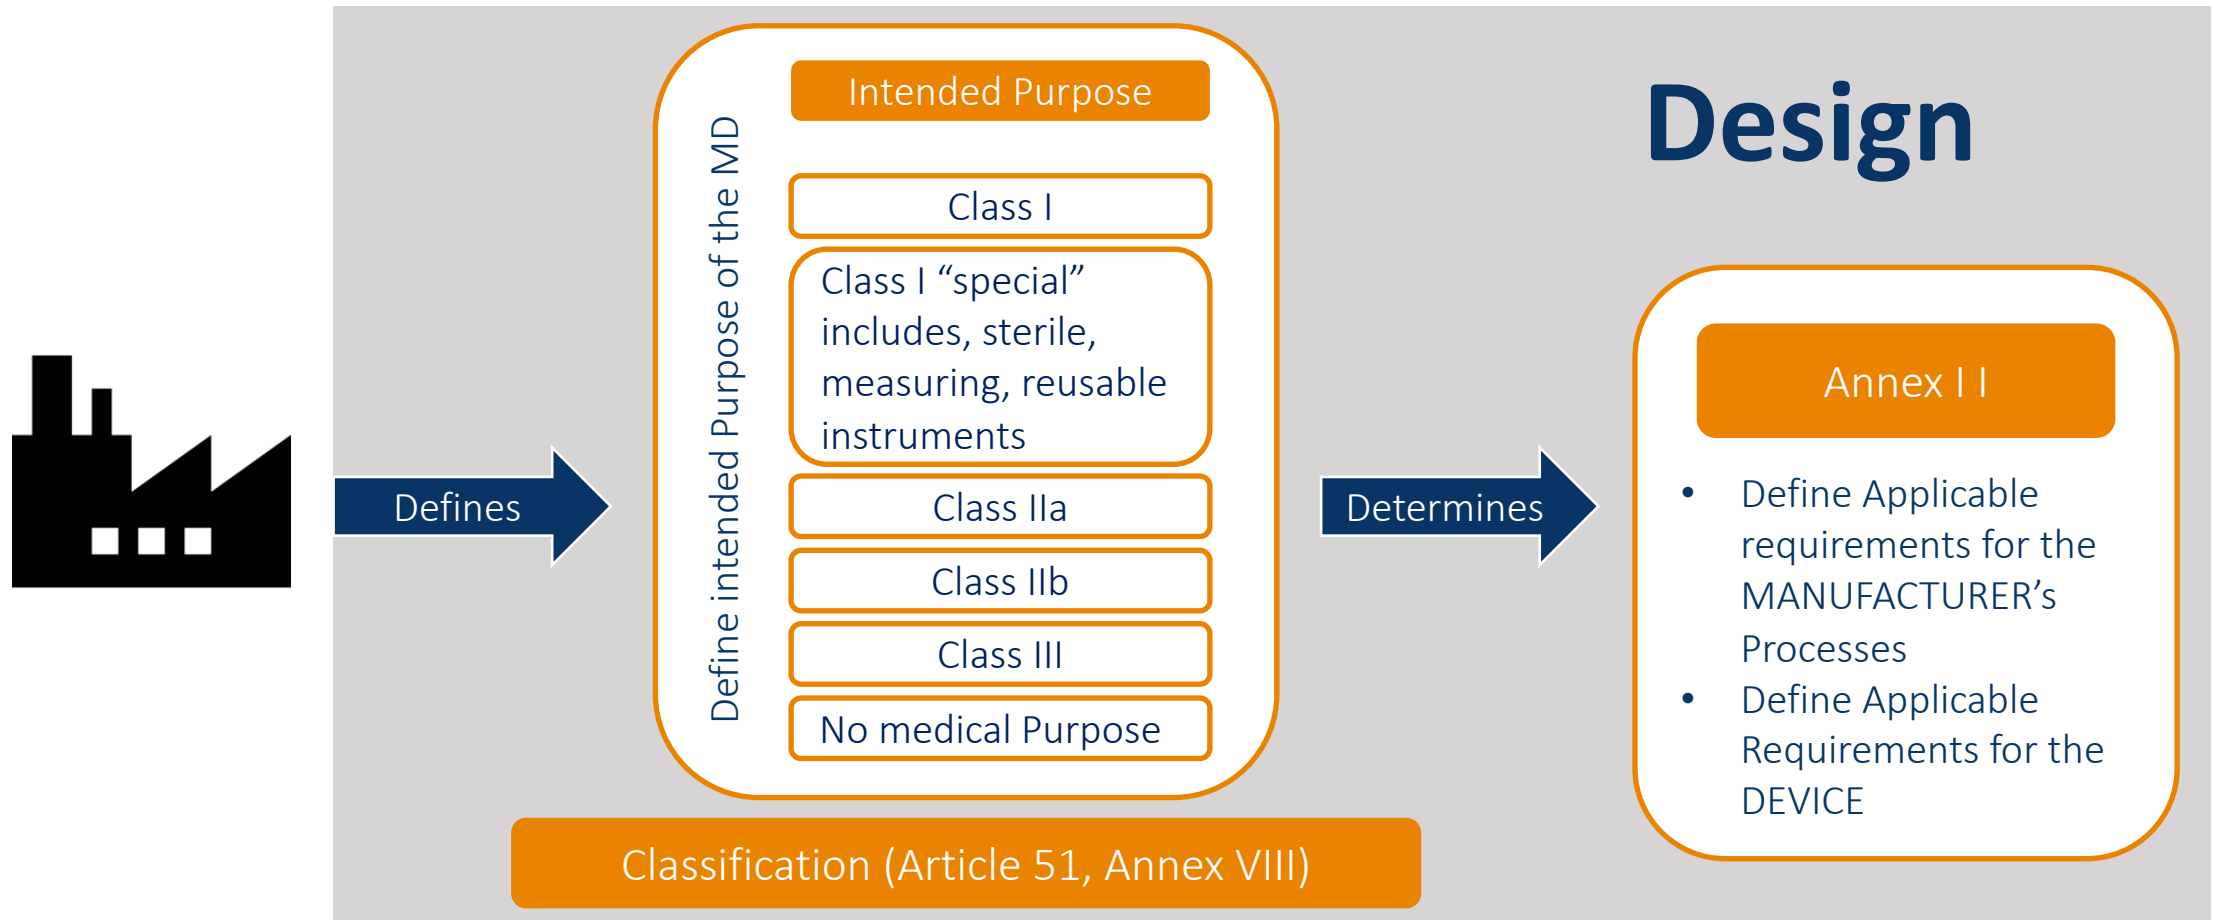 Design
Defines
Define intended Purpose of the MD
Intended Purpose
Class I
Class I “special”
includes, sterile,
measuring, reusable
instruments
Class IIa
Class IIb
Class III
No medical Purpose
Classification (Article 51, Annex VIII)
Determines
Annex I I
• Define Applicable
requirements for the
MANUFACTURER’s
Processes
• Define Applicable
Requirements for the
DEVICE